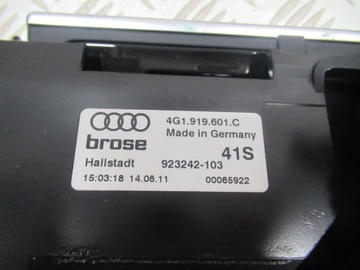 4G1.919.601.C
Made in Germany
brose
41S
Hallstadt 923242-103
15:03:18 14.06.11 00065922